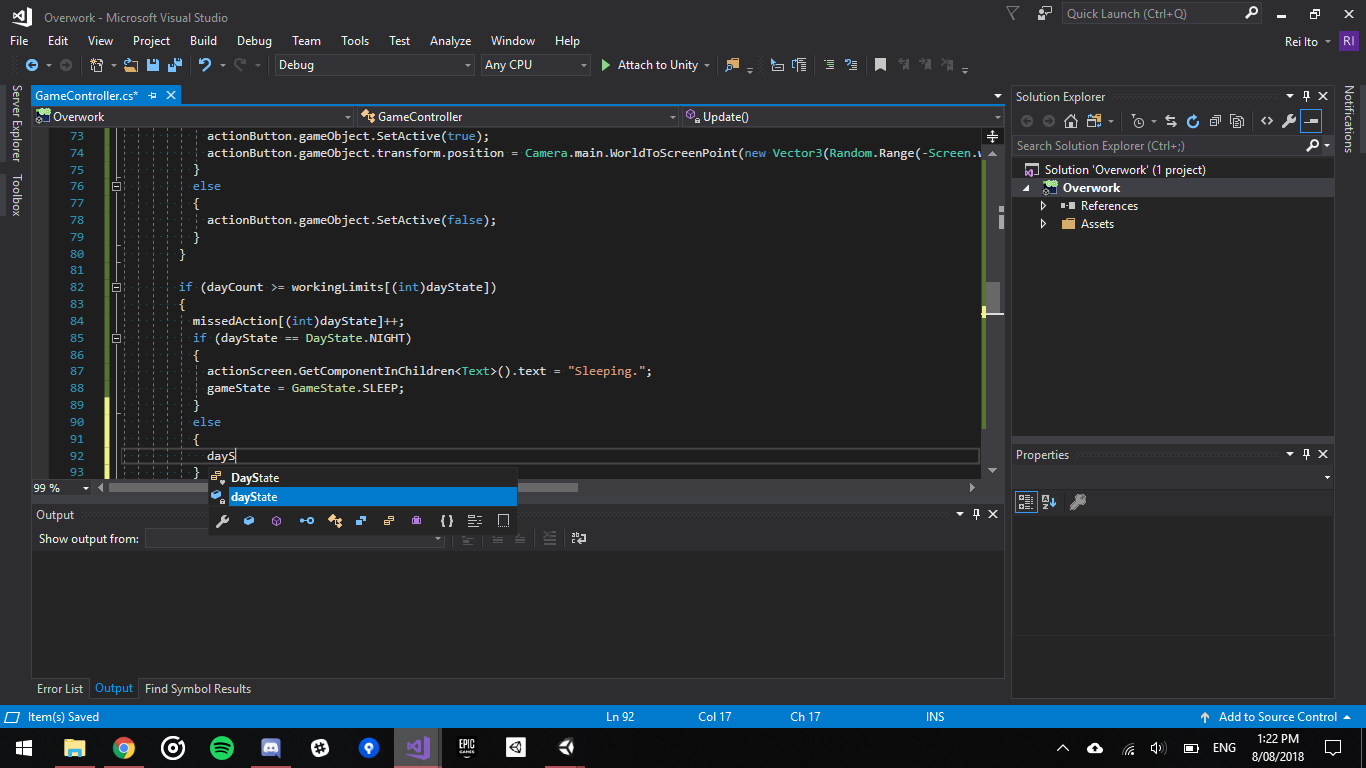 Overwork - Microsoft Visual Studio
Quick Launch (Ctrl+Q)
File Edit View Project Build Debug Team Tools Test Analyze Window Help
Rei Ito RI
Debug Any CPU Attach to Unity
Server Explorer
Toolbox
GameController.cs*
Overwork GameController Update()
73 actionButton.gameObject.SetActive(true);
74 actionButton.gameObject.transform.position = Camera.main.WorldToScreenPoint(new Vector3(Random.Range(-Screen.w
75 }
76 else
77 {
78 actionButton.gameObject.SetActive(false);
79 }
80 }
81
82 if (dayCount >= workingLimits[(int)dayState])
83 {
84 missedAction[(int)dayState]++;
85 if (dayState == DayState.NIGHT)
86 {
87 actionScreen.GetComponentInChildren<Text>().text = "Sleeping.";
88 gameState = GameState.SLEEP;
89 }
90 else
91 {
92 dayS
93 }
DayState
dayState
99 %
Output
Show output from:
Error List Output Find Symbol Results
Solution Explorer
Search Solution Explorer (Ctrl+;)
Solution 'Overwork' (1 project)
Overwork
References
Assets
Properties
Notifications
Item(s) Saved Ln 92 Col 17 Ch 17 INS Add to Source Control
EPIC GAMES
ENG
1:22 PM
8/08/2018